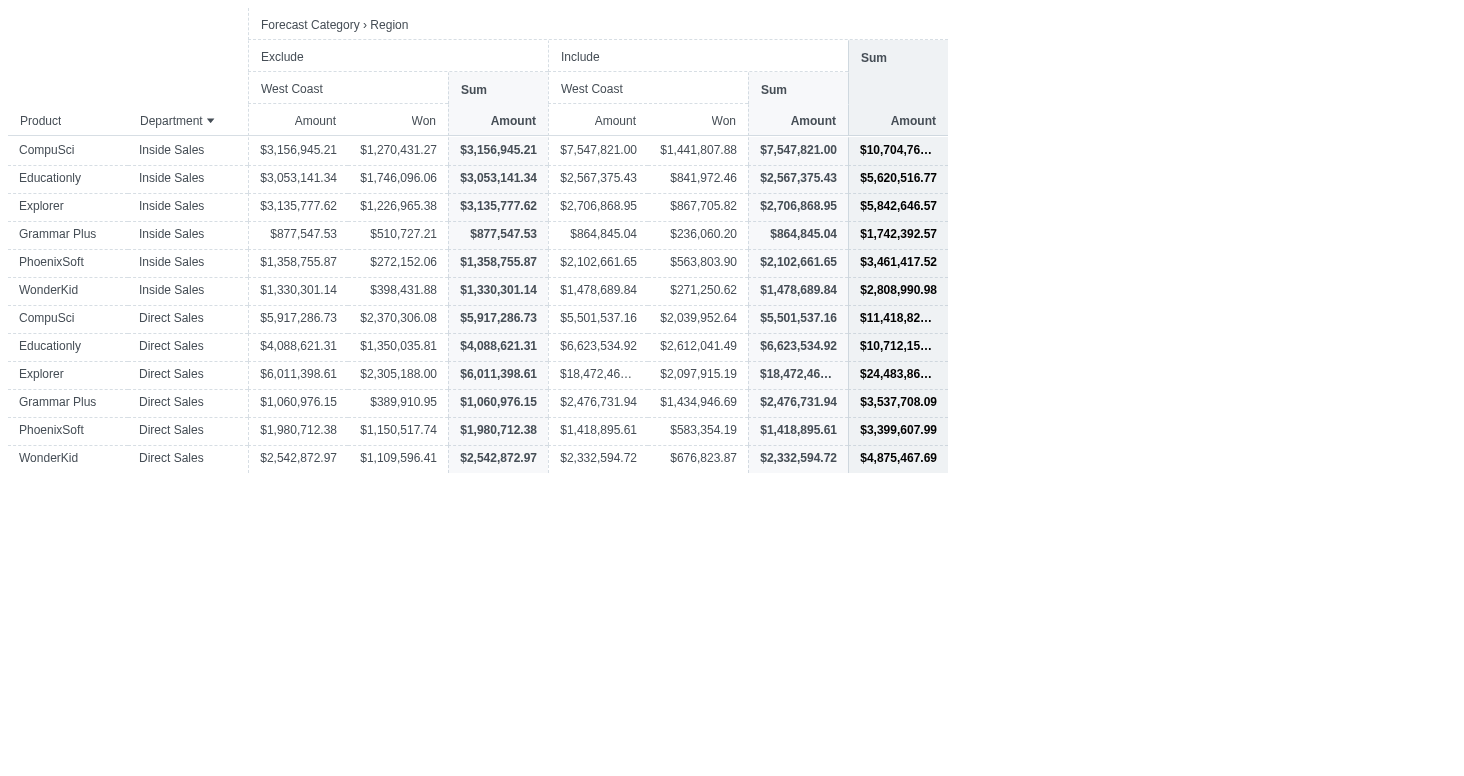 Forecast Category › Region
Exclude Include Sum
West Coast Sum West Coast Sum
Product Department Amount Won Amount Amount Won Amount Amount
CompuSci Inside Sales $3,156,945.21 $1,270,431.27 $3,156,945.21 $7,547,821.00 $1,441,807.88 $7,547,821.00 $10,704,76…
Educationly Inside Sales $3,053,141.34 $1,746,096.06 $3,053,141.34 $2,567,375.43 $841,972.46 $2,567,375.43 $5,620,516.77
Explorer Inside Sales $3,135,777.62 $1,226,965.38 $3,135,777.62 $2,706,868.95 $867,705.82 $2,706,868.95 $5,842,646.57
Grammar Plus Inside Sales $877,547.53 $510,727.21 $877,547.53 $864,845.04 $236,060.20 $864,845.04 $1,742,392.57
PhoenixSoft Inside Sales $1,358,755.87 $272,152.06 $1,358,755.87 $2,102,661.65 $563,803.90 $2,102,661.65 $3,461,417.52
WonderKid Inside Sales $1,330,301.14 $398,431.88 $1,330,301.14 $1,478,689.84 $271,250.62 $1,478,689.84 $2,808,990.98
CompuSci Direct Sales $5,917,286.73 $2,370,306.08 $5,917,286.73 $5,501,537.16 $2,039,952.64 $5,501,537.16 $11,418,82…
Educationly Direct Sales $4,088,621.31 $1,350,035.81 $4,088,621.31 $6,623,534.92 $2,612,041.49 $6,623,534.92 $10,712,15…
Explorer Direct Sales $6,011,398.61 $2,305,188.00 $6,011,398.61 $18,472,46… $2,097,915.19 $18,472,46… $24,483,86…
Grammar Plus Direct Sales $1,060,976.15 $389,910.95 $1,060,976.15 $2,476,731.94 $1,434,946.69 $2,476,731.94 $3,537,708.09
PhoenixSoft Direct Sales $1,980,712.38 $1,150,517.74 $1,980,712.38 $1,418,895.61 $583,354.19 $1,418,895.61 $3,399,607.99
WonderKid Direct Sales $2,542,872.97 $1,109,596.41 $2,542,872.97 $2,332,594.72 $676,823.87 $2,332,594.72 $4,875,467.69